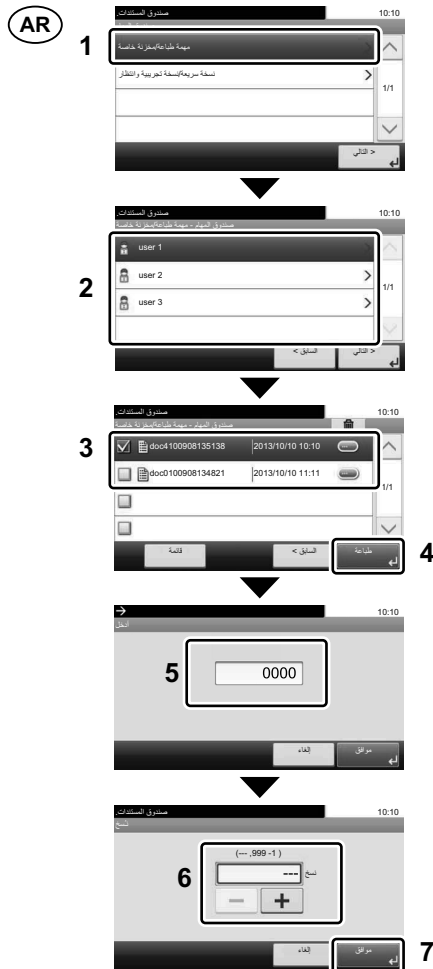 AR
صندوق المستندات.
10:10
1
مهمة طباعة/مخزنة خاصة
نسخة سريعة/نسخة تجريبية وانتظار
1/1
التالي >
صندوق المستندات.
10:10
صندوق المهام - مهمة طباعة/مخزنة خاصة
2
user 1
user 2
user 3
1/1
السابق <
التالي >
صندوق المستندات.
10:10
صندوق المهام - مهمة طباعة/مخزنة خاصة
3
doc4100908135138 2013/10/10 10:10
doc0100908134821 2013/10/10 11:11
1/1
قائمة
السابق <
طباعة
4
10:10
أدخل
5
0000
إلغاء
موافق
صندوق المستندات.
10:10
نسخ
6
(--- ,999 -1 )
--- نسخ
− +
إلغاء
موافق
7